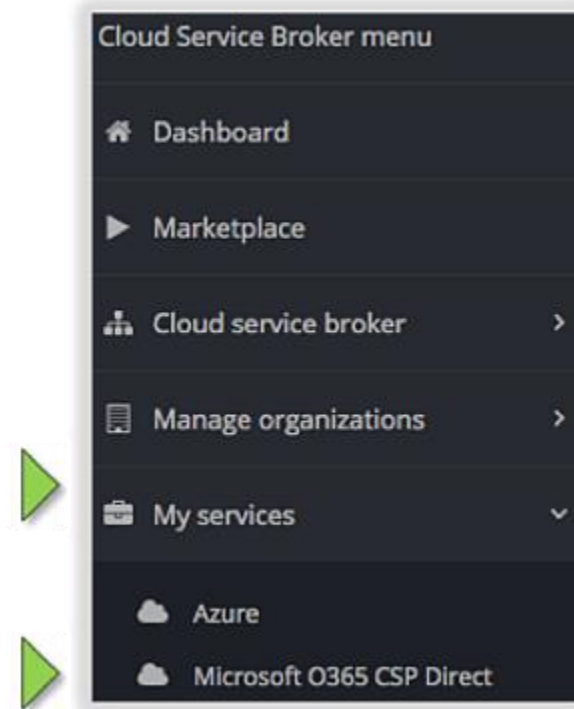 Cloud Service Broker menu
Dashboard
Marketplace
Cloud service broker
Manage organizations
My services
Azure
Microsoft O365 CSP Direct